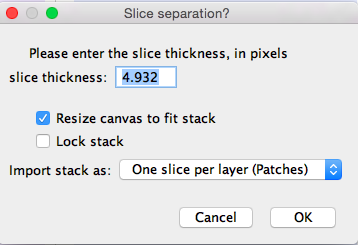 Slice separation?
Please enter the slice thickness, in pixels
slice thickness: 4.932
Resize canvas to fit stack
Lock stack
Import stack as: One slice per layer (Patches)
Cancel OK